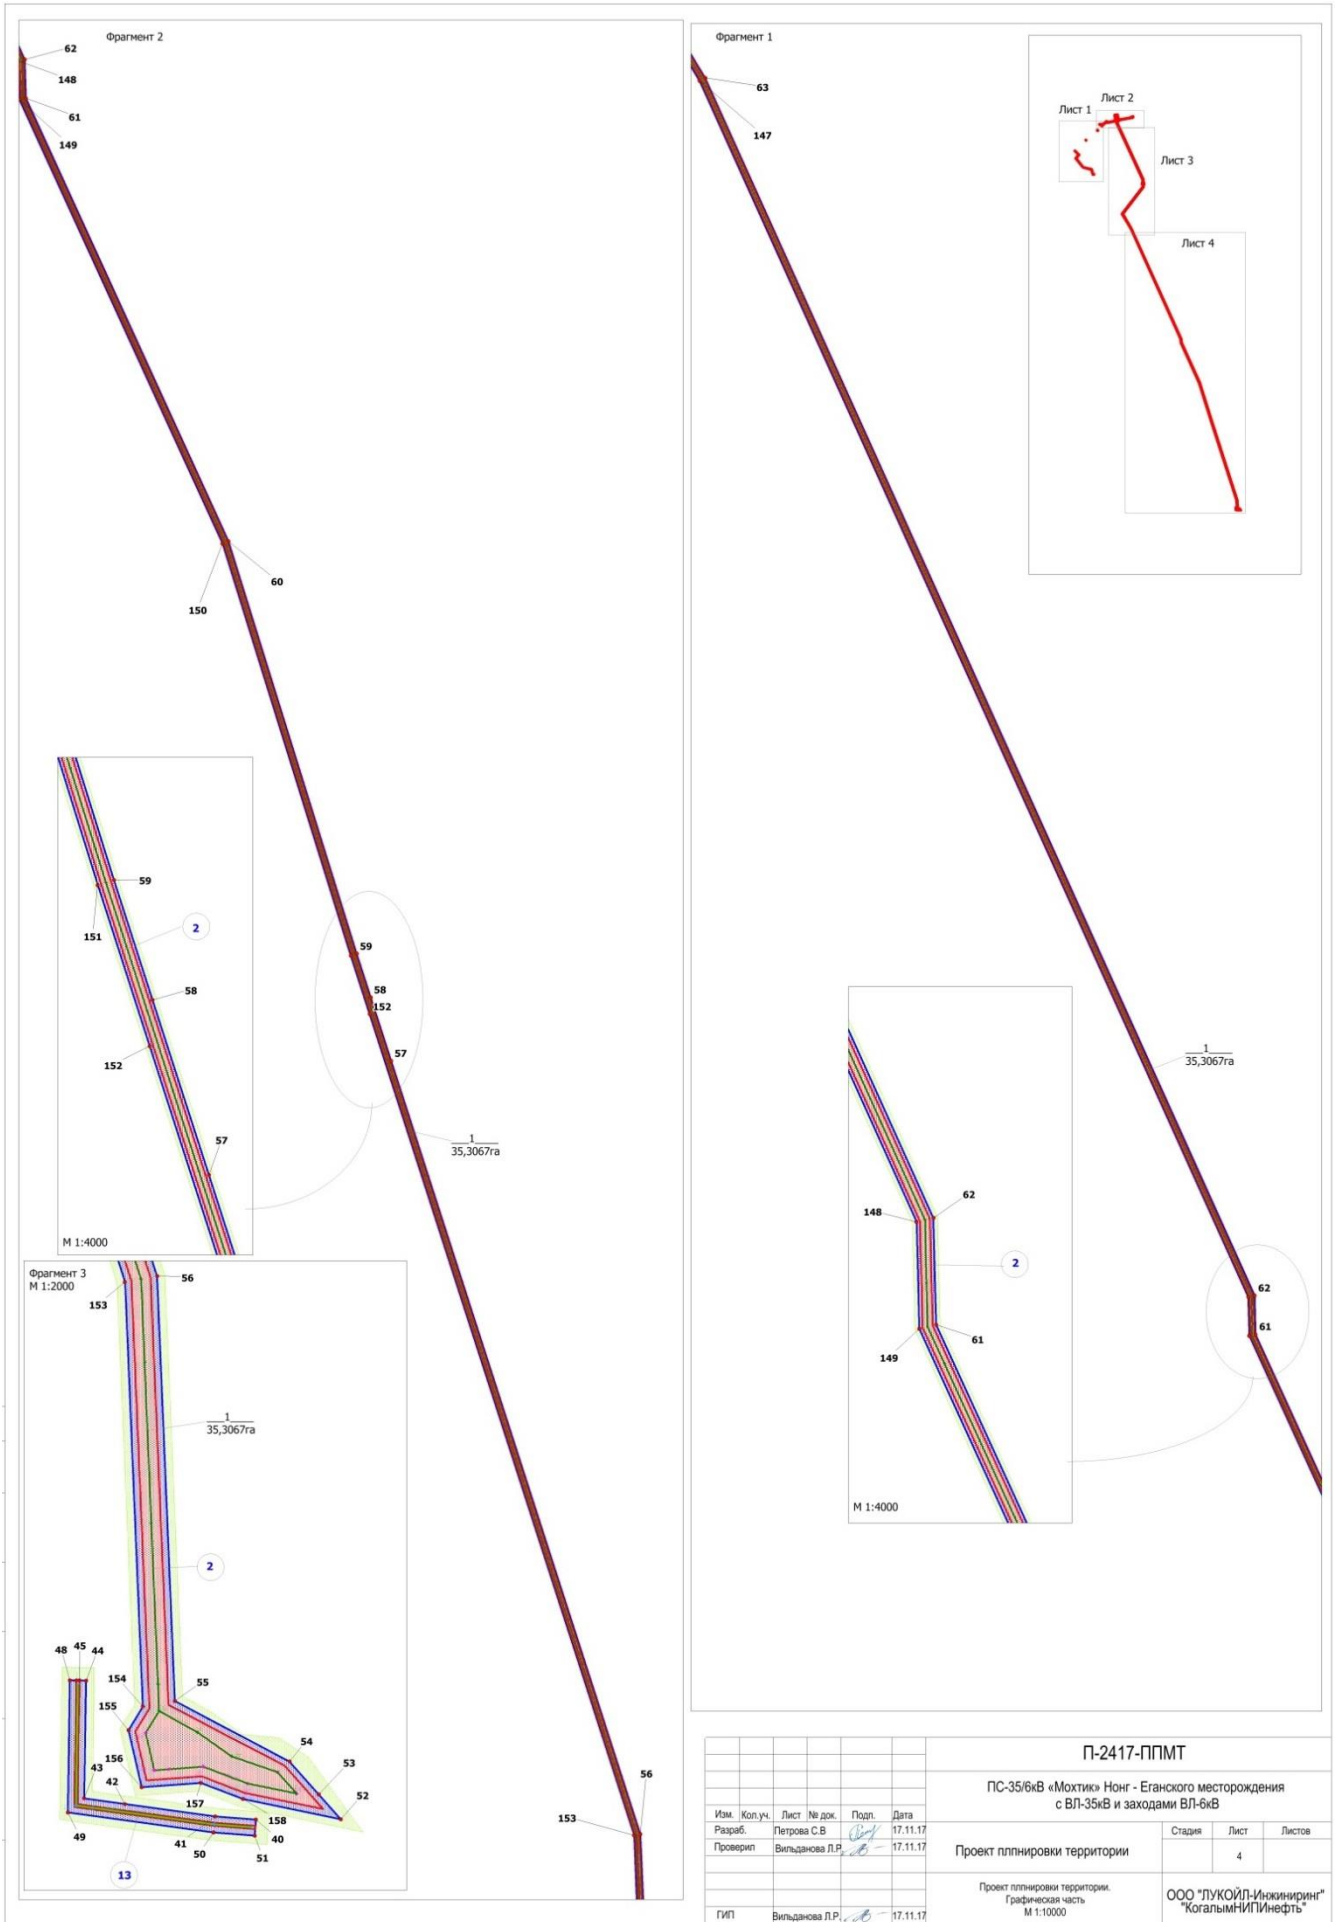 Фрагмент 2
62
148
61
149
60
150
59
151
2
58
152
57
М 1:4000
59
58
152
57
1
35,3067га
Фрагмент 3
М 1:2000
56
153
1
35,3067га
2
48
45
44
154
55
155
156
54
53
43
42
52
157
158
49
41
50
40
51
13
56
153
Фрагмент 1
63
147
Лист 1
Лист 2
Лист 3
Лист 4
1
35,3067га
62
148
2
61
149
М 1:4000
62
61
П-2417-ППМТ
ПС-35/6кВ «Мохтик» Нонг - Еганского месторождения
с ВЛ-35кВ и заходами ВЛ-6кВ
Изм. Кол.уч. Лист № док. Подп. Дата
Разраб. Петрова С.В 17.11.17
Проверил Вильданова Л.Р. 17.11.17
Проект плпнировки территории
Стадия Лист Листов
4
Проект плпнировки территории.
Графическая часть
М 1:10000
ООО "ЛУКОЙЛ-Инжиниринг"
"КогалымНИПИнефть"
ГИП Вильданова Л.Р. 17.11.17